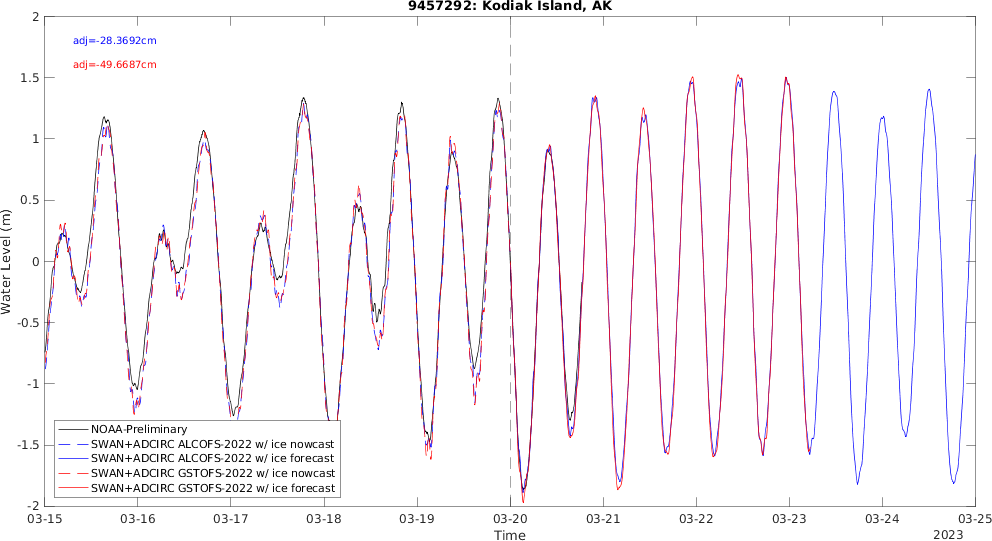 9457292: Kodiak Island, AK
adj=-28.3692cm
adj=-49.6687cm
2
1.5
1
0.5
0
-0.5
-1
-1.5
-2
Water Level (m)
NOAA-Preliminary
SWAN+ADCIRC ALCOFS-2022 w/ ice nowcast
SWAN+ADCIRC ALCOFS-2022 w/ ice forecast
SWAN+ADCIRC GSTOFS-2022 w/ ice nowcast
SWAN+ADCIRC GSTOFS-2022 w/ ice forecast
03-15 03-16 03-17 03-18 03-19 03-20 03-21 03-22 03-23 03-24 03-25
Time
2023